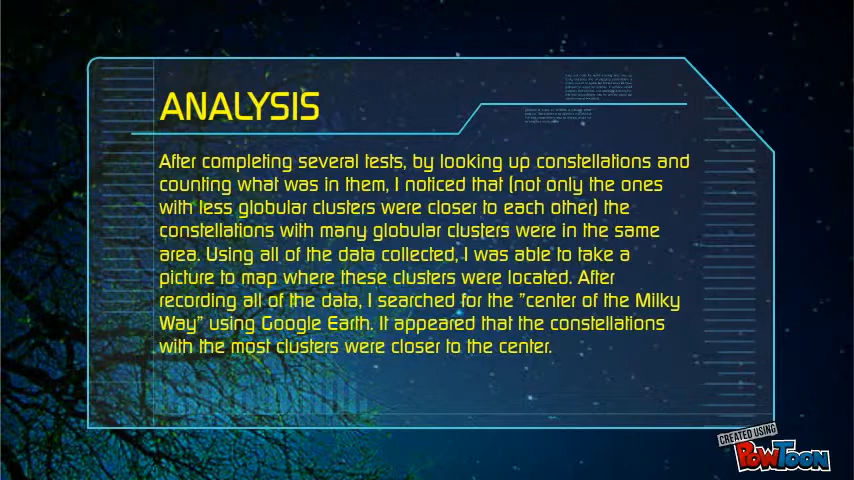 ANALYSIS
After completing several tests, by looking up constellations and
counting what was in them, I noticed that (not only the ones
with less globular clusters were closer to each other) the
constellations with many globular clusters were in the same
area. Using all of the data collected, I was able to take a
picture to map where these clusters were located. After
recording all of the data, I searched for the "center of the Milky
Way" using Google Earth. It appeared that the constellations
with the most clusters were closer to the center.
CREATED USING
POWTOON